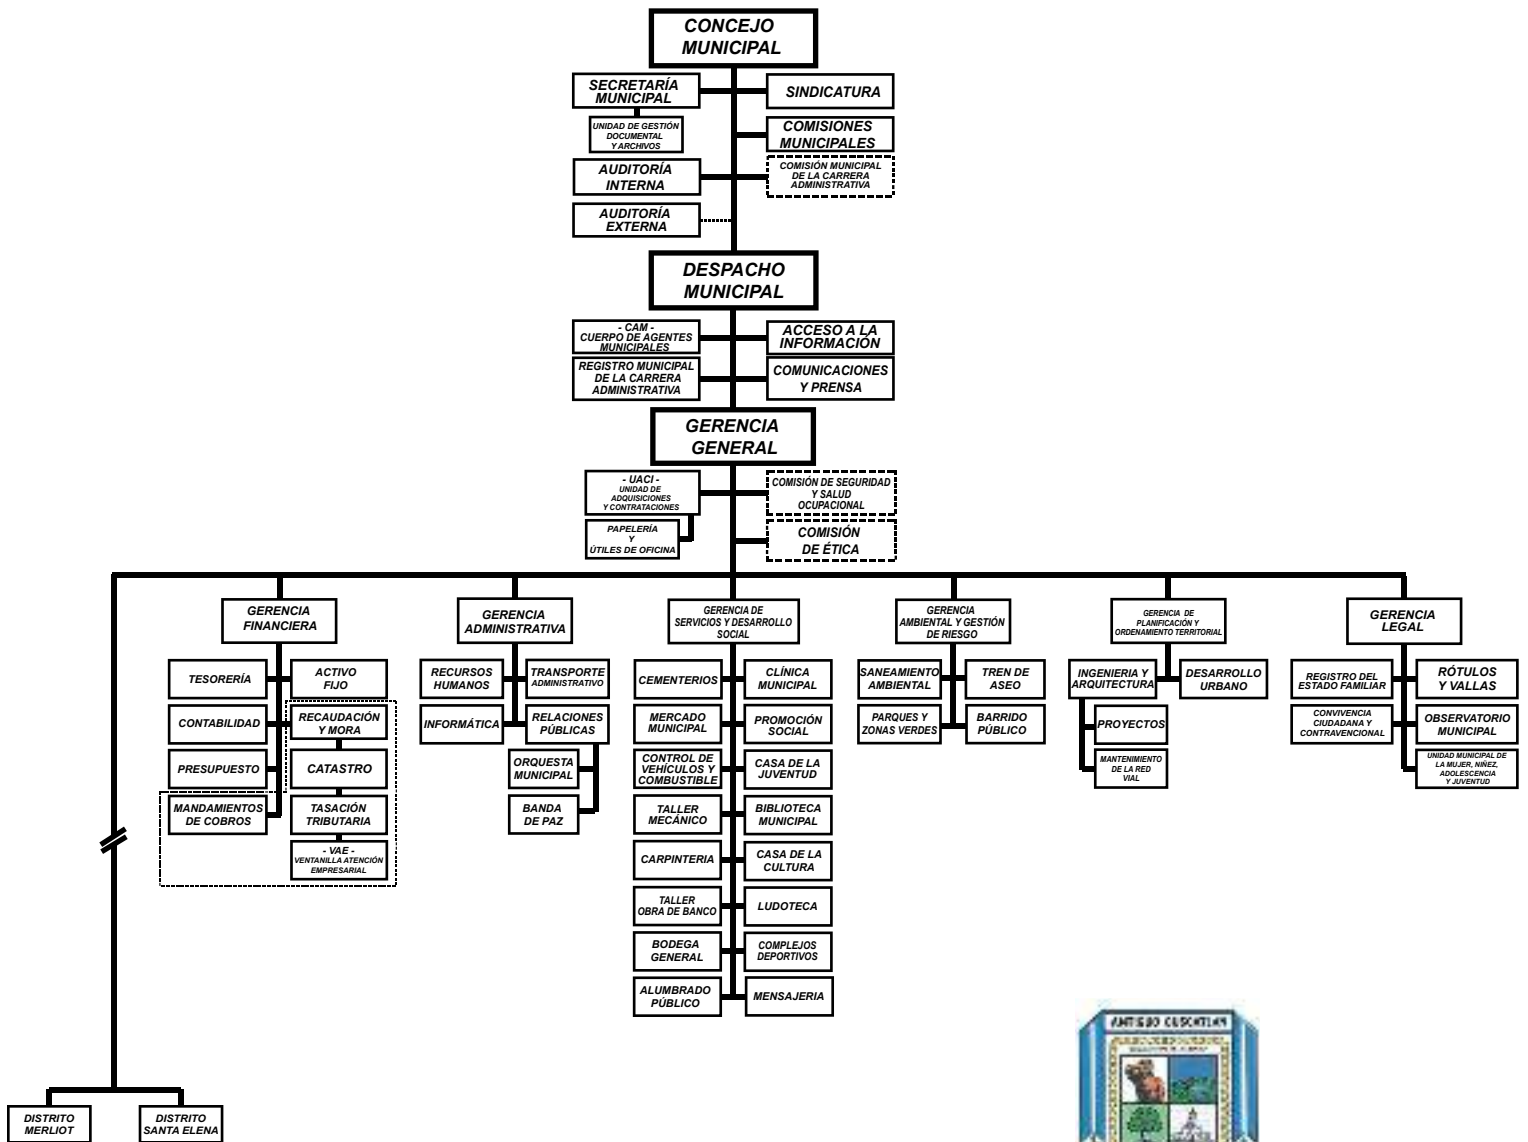 CONCEJO
MUNICIPAL
SECRETARÍA
MUNICIPAL
SINDICATURA
UNIDAD DE GESTIÓN
DOCUMENTAL
Y ARCHIVOS
COMISIONES
MUNICIPALES
AUDITORÍA
INTERNA
COMISIÓN MUNICIPAL
DE LA CARRERA
ADMINISTRATIVA
AUDITORÍA
EXTERNA
DESPACHO
MUNICIPAL
- CAM -
CUERPO DE AGENTES
MUNICIPALES
ACCESO A LA
INFORMACIÓN
REGISTRO MUNICIPAL
DE LA CARRERA
ADMINISTRATIVA
COMUNICACIONES
Y PRENSA
GERENCIA
GENERAL
- UACI -
UNIDAD DE
ADQUISICIONES
Y CONTRATACIONES
COMISIÓN DE SEGURIDAD
Y SALUD
OCUPACIONAL
PAPELERÍA
Y
ÚTILES DE OFICINA
COMISIÓN
DE ÉTICA
GERENCIA
FINANCIERA
GERENCIA
ADMINISTRATIVA
GERENCIA DE
SERVICIOS Y DESARROLLO
SOCIAL
GERENCIA
AMBIENTAL Y GESTIÓN
DE RIESGO
GERENCIA DE
PLANIFICACIÓN Y
ORDENAMIENTO TERRITORIAL
GERENCIA
LEGAL
TESORERÍA
ACTIVO
FIJO
CONTABILIDAD
RECAUDACIÓN
Y MORA
PRESUPUESTO
CATASTRO
MANDAMIENTOS
DE COBROS
TASACIÓN
TRIBUTARIA
- VAE -
VENTANILLA ATENCIÓN
EMPRESARIAL
RECURSOS
HUMANOS
TRANSPORTE
ADMINISTRATIVO
INFORMÁTICA
RELACIONES
PÚBLICAS
ORQUESTA
MUNICIPAL
BANDA
DE PAZ
CEMENTERIOS
CLÍNICA
MUNICIPAL
MERCADO
MUNICIPAL
PROMOCIÓN
SOCIAL
CONTROL DE
VEHÍCULOS Y
COMBUSTIBLE
CASA DE LA
JUVENTUD
TALLER
MECÁNICO
BIBLIOTECA
MUNICIPAL
CARPINTERIA
CASA DE LA
CULTURA
TALLER
OBRA DE BANCO
LUDOTECA
BODEGA
GENERAL
COMPLEJOS
DEPORTIVOS
ALUMBRADO
PÚBLICO
MENSAJERIA
SANEAMIENTO
AMBIENTAL
TREN DE
ASEO
PARQUES Y
ZONAS VERDES
BARRIDO
PÚBLICO
INGENIERIA Y
ARQUITECTURA
DESARROLLO
URBANO
PROYECTOS
MANTENIMIENTO
DE LA RED
VIAL
REGISTRO DEL
ESTADO FAMILIAR
RÓTULOS
Y VALLAS
CONVIVENCIA
CIUDADANA Y
CONTRAVENCIONAL
OBSERVATORIO
MUNICIPAL
UNIDAD MUNICIPAL DE
LA MUJER, NIÑEZ,
ADOLESCENCIA
Y JUVENTUD
DISTRITO
MERLIOT
DISTRITO
SANTA ELENA
ANTIGUO CUSCATLAN